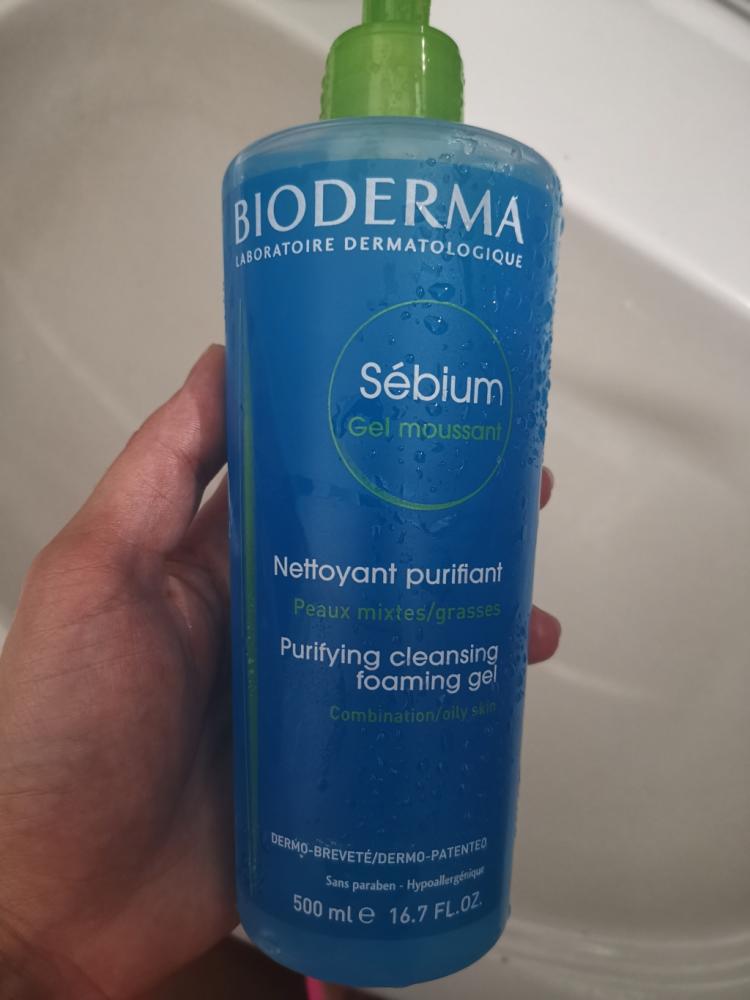 BIODERMA
LABORATOIRE DERMATOLOGIQUE
Sébium
Gel moussant
Nettoyant purifiant
Peaux mixtes/grasses
Purifying cleansing
foaming gel
Combination/oily skin
DERMO-BREVETÉ/DERMO-PATENTED
Sans paraben - Hypoallergénique
500 ml e 16.7 FL.OZ.